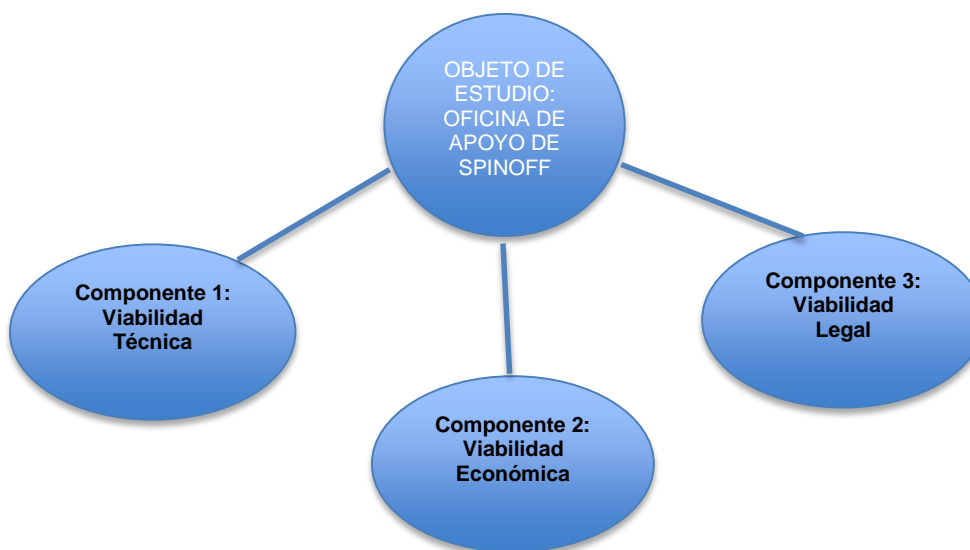 OBJETO DE
ESTUDIO:
OFICINA DE
APOYO DE
SPINOFF
Componente 1:
Viabilidad
Técnica
Componente 2:
Viabilidad
Económica
Componente 3:
Viabilidad
Legal